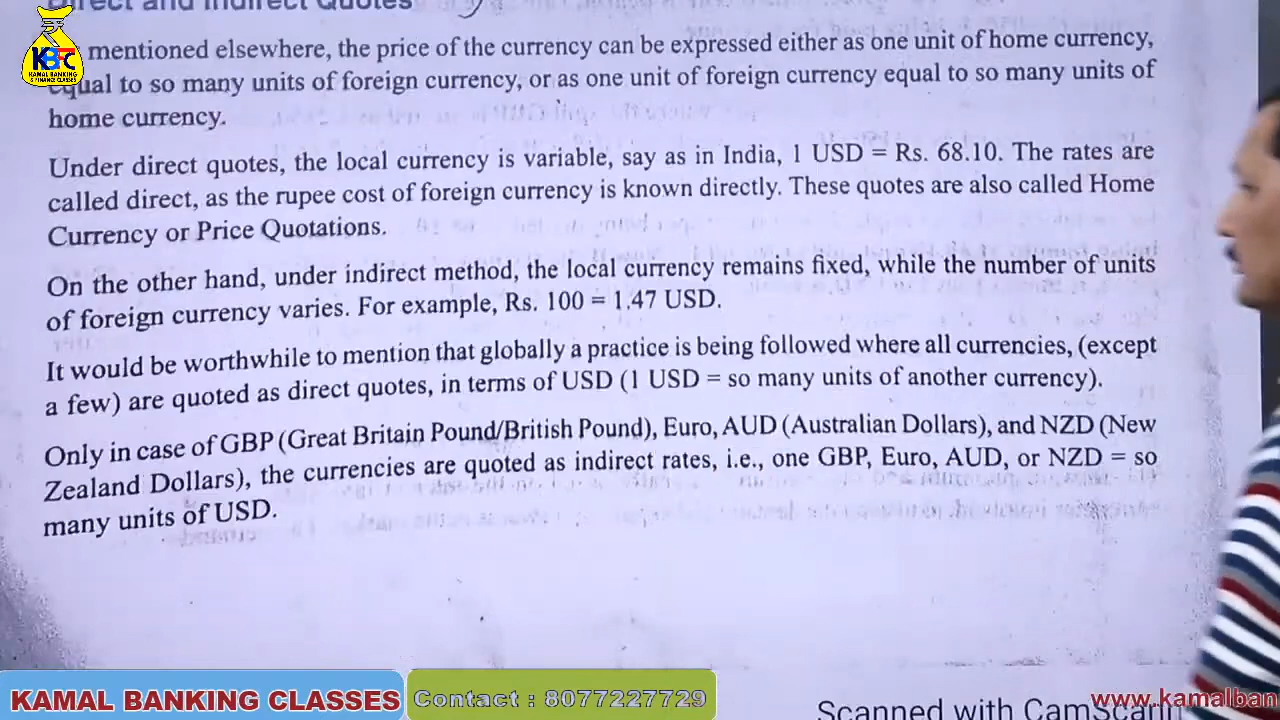 Direct and Indirect Quotes
KBC
KAMAL BANKING
& FINANCE CLASSES
mentioned elsewhere, the price of the currency can be expressed either as one unit of home currency,
equal to so many units of foreign currency, or as one unit of foreign currency equal to so many units of
home currency.
Under direct quotes, the local currency is variable, say as in India, 1 USD = Rs. 68.10. The rates are
called direct, as the rupee cost of foreign currency is known directly. These quotes are also called Home
Currency or Price Quotations.
On the other hand, under indirect method, the local currency remains fixed, while the number of units
of foreign currency varies. For example, Rs. 100 = 1.47 USD.
It would be worthwhile to mention that globally a practice is being followed where all currencies, (except
a few) are quoted as direct quotes, in terms of USD (1 USD = so many units of another currency).
Only in case of GBP (Great Britain Pound/British Pound), Euro, AUD (Australian Dollars), and NZD (New
Zealand Dollars), the currencies are quoted as indirect rates, i.e., one GBP, Euro, AUD, or NZD = so
many units of USD.
KAMAL BANKING CLASSES
Contact : 8077227729
www.kamalban
Scanned with CamScan